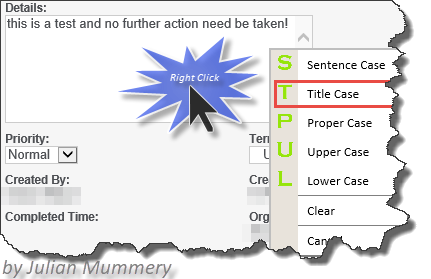 Details:
this is a test and no further action need be taken!
Right Click
S Sentence Case
T Title Case
P Proper Case
U Upper Case
L Lower Case
Clear
Priority:
Normal
Created By:
Completed Time:
by Julian Mummery